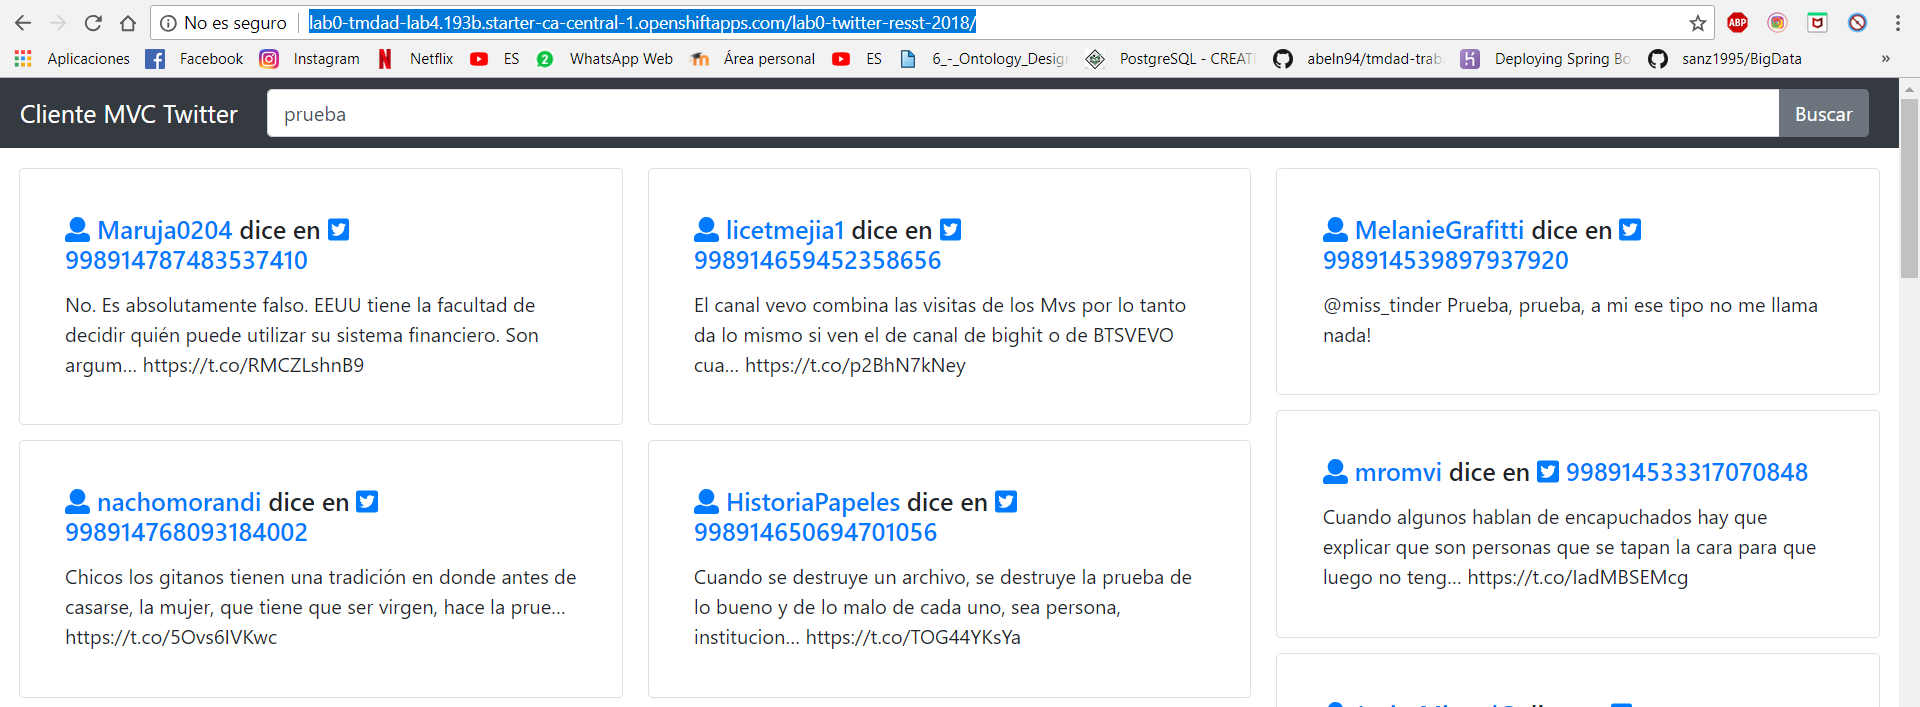 No es seguro lab0-tmdad-lab4.193b.starter-ca-central-1.openshiftapps.com/lab0-twitter-resst-2018/ ABP
Aplicaciones Facebook Instagram Netflix ES 2 WhatsApp Web Área personal ES 6_-_Ontology_Design PostgreSQL - CREAT abeln94/tmdad-trab Deploying Spring Bo sanz1995/BigData »
Cliente MVC Twitter prueba Buscar
Maruja0204 dice en
998914787483537410
No. Es absolutamente falso. EEUU tiene la facultad de
decidir quién puede utilizar su sistema financiero. Son
argum… https://t.co/RMCZLshnB9
nachomorandi dice en
998914768093184002
Chicos los gitanos tienen una tradición en donde antes de
casarse, la mujer, que tiene que ser virgen, hace la prue…
https://t.co/5Ovs6IVKwc
licetmejia1 dice en
998914659452358656
El canal vevo combina las visitas de los Mvs por lo tanto
da lo mismo si ven el de canal de bighit o de BTSVEVO
cua… https://t.co/p2BhN7kNey
HistoriaPapeles dice en
998914650694701056
Cuando se destruye un archivo, se destruye la prueba de
lo bueno y de lo malo de cada uno, sea persona,
institucion… https://t.co/TOG44YKsYa
MelanieGrafitti dice en
998914539897937920
@miss_tinder Prueba, prueba, a mi ese tipo no me llama
nada!
mromvi dice en 998914533317070848
Cuando algunos hablan de encapuchados hay que
explicar que son personas que se tapan la cara para que
luego no teng… https://t.co/IadMBSEMcg